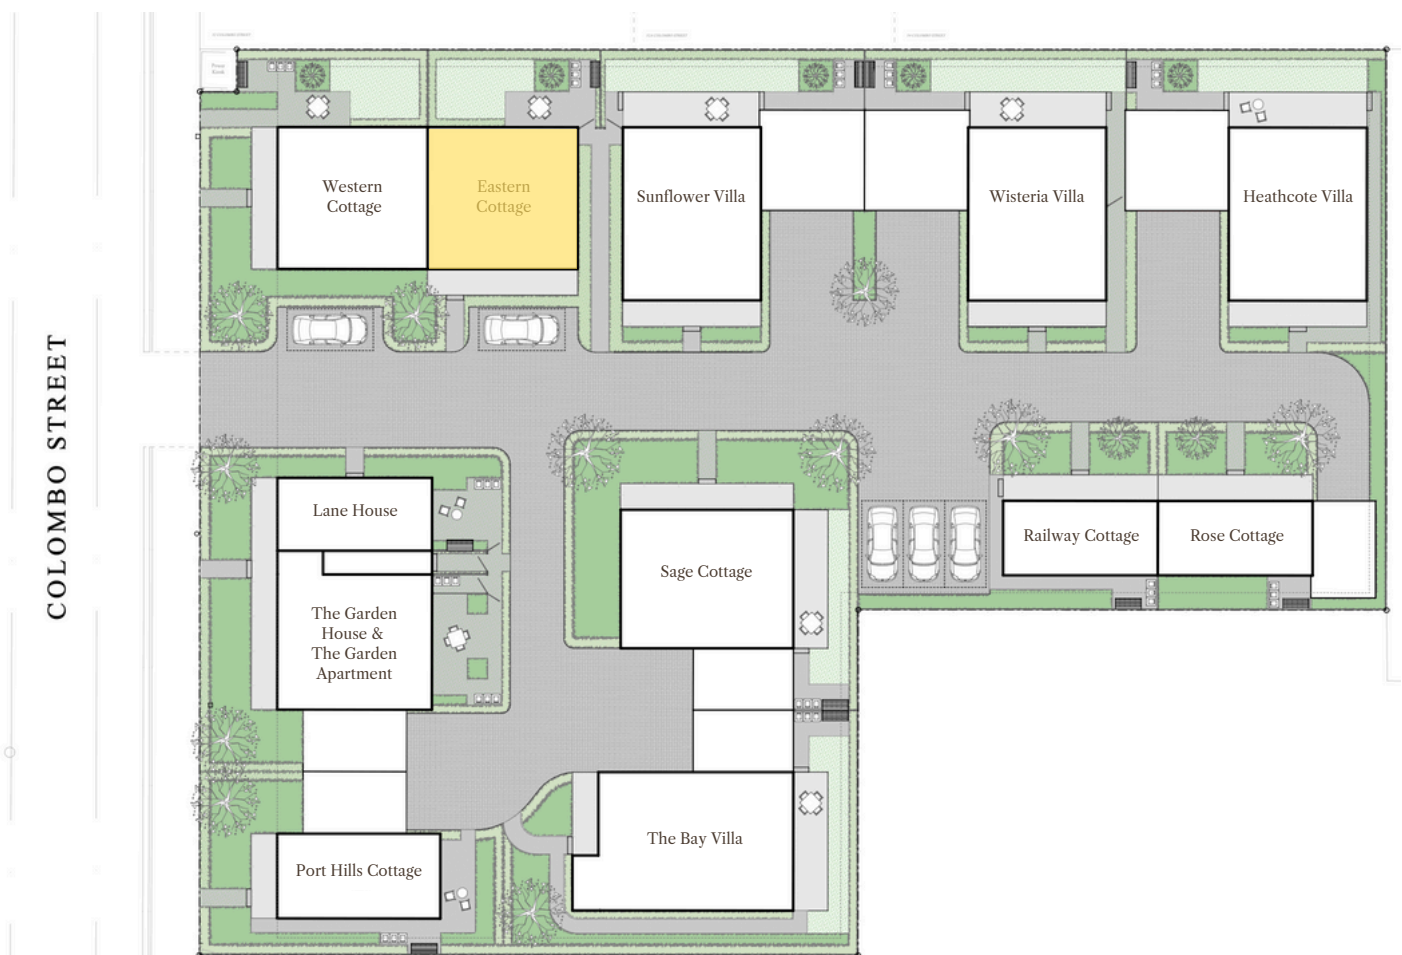 Western
Cottage
Eastern
Cottage
Sunflower Villa
Wisteria Villa
Heathcote Villa
COLOMBO STREET
Lane House
The Garden
House &
The Garden
Apartment
Sage Cottage
Railway Cottage
Rose Cottage
The Bay Villa
Port Hills Cottage